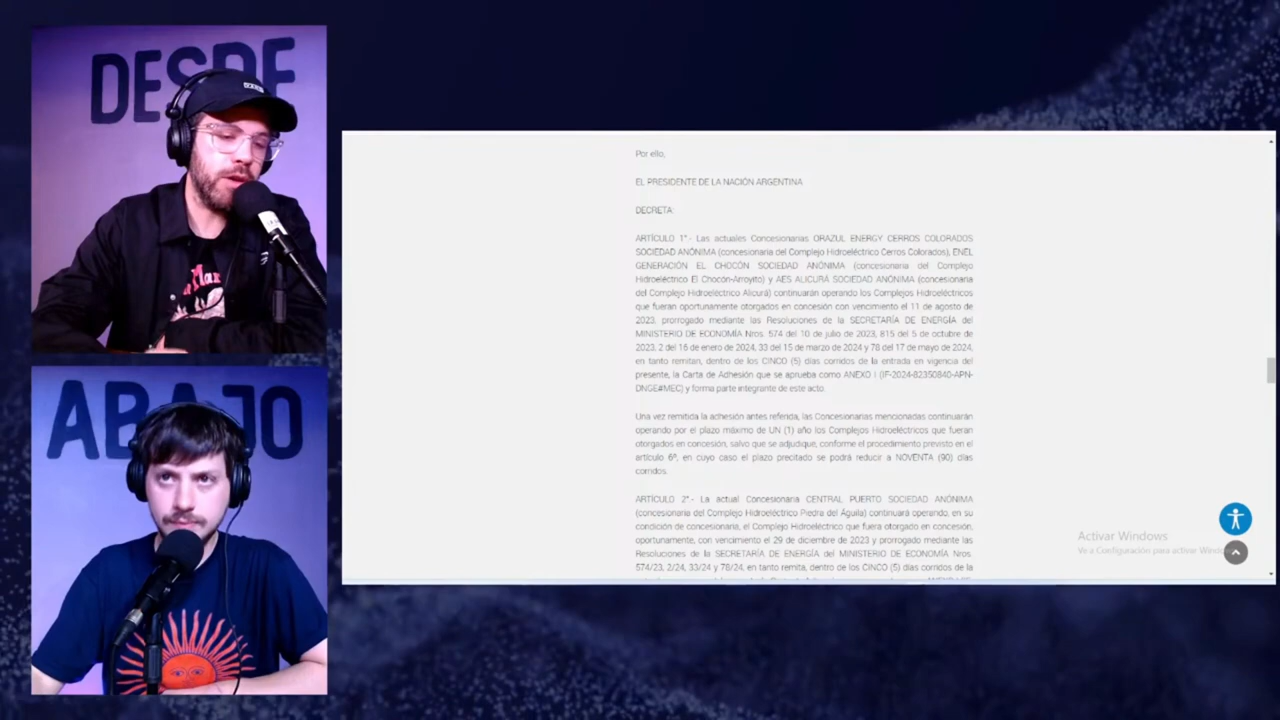 DESDE
ABAJO
Por ello,
EL PRESIDENTE DE LA NACIÓN ARGENTINA
DECRETA:
ARTÍCULO 1°.- Las actuales Concesionarias ORAZUL ENERGY CERROS COLORADOS
SOCIEDAD ANÓNIMA (concesionaria del Complejo Hidroeléctrico Cerros Colorados), ENEL
GENERACIÓN EL CHOCÓN SOCIEDAD ANÓNIMA (concesionaria del Complejo
Hidroeléctrico El Chocón-Arroyito) y AES ALICURÁ SOCIEDAD ANÓNIMA (concesionaria
del Complejo Hidroeléctrico Alicurá) continuarán operando los Complejos Hidroeléctricos
que fueran oportunamente otorgados en concesión con vencimiento el 11 de agosto de
2023, prorrogado mediante las Resoluciones de la SECRETARÍA DE ENERGÍA del
MINISTERIO DE ECONOMÍA Nros. 574 del 10 de julio de 2023, 815 del 5 de octubre de
2023, 2 del 16 de enero de 2024, 33 del 15 de marzo de 2024 y 78 del 17 de mayo de 2024,
en tanto remitan, dentro de los CINCO (5) días corridos de la entrada en vigencia del
presente, la Carta de Adhesión que se aprueba como ANEXO I (IF-2024-82350840-APN-
DNGE#MEC) y forma parte integrante de este acto.
Una vez remitida la adhesión antes referida, las Concesionarias mencionadas continuarán
operando por el plazo máximo de UN (1) año los Complejos Hidroeléctricos que fueran
otorgados en concesión, salvo que se adjudique, conforme el procedimiento previsto en el
artículo 6º, en cuyo caso el plazo precitado se podrá reducir a NOVENTA (90) días
corridos.
ARTÍCULO 2°.- La actual Concesionaria CENTRAL PUERTO SOCIEDAD ANÓNIMA
(concesionaria del Complejo Hidroeléctrico Piedra del Águila) continuará operando, en su
condición de concesionaria, el Complejo Hidroeléctrico que fuera otorgado en concesión,
oportunamente, con vencimiento el 29 de diciembre de 2023 y prorrogado mediante las
Resoluciones de la SECRETARÍA DE ENERGÍA del MINISTERIO DE ECONOMÍA Nros.
574/23, 2/24, 33/24 y 78/24, en tanto remita, dentro de los CINCO (5) días corridos de la
Activar Windows
Ve a Configuración para activar Windows